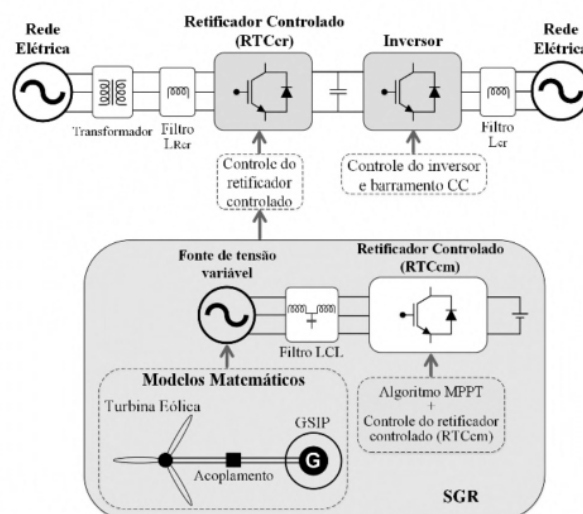 Rede
Elétrica
Retificador Controlado
(RTCcr)
Inversor
Rede
Elétrica
Transformador
Filtro
LRcr
Filtro
Lcr
Controle do
retificador
controlado
Controle do inversor
e barramento CC
Fonte de tensão
variável
Retificador Controlado
(RTCcm)
Filtro LCL
Modelos Matemáticos
Turbina Eólica
GSIP
G
Acoplamento
Algoritmo MPPT
+
Controle do retificador
controlado (RTCcm)
SGR